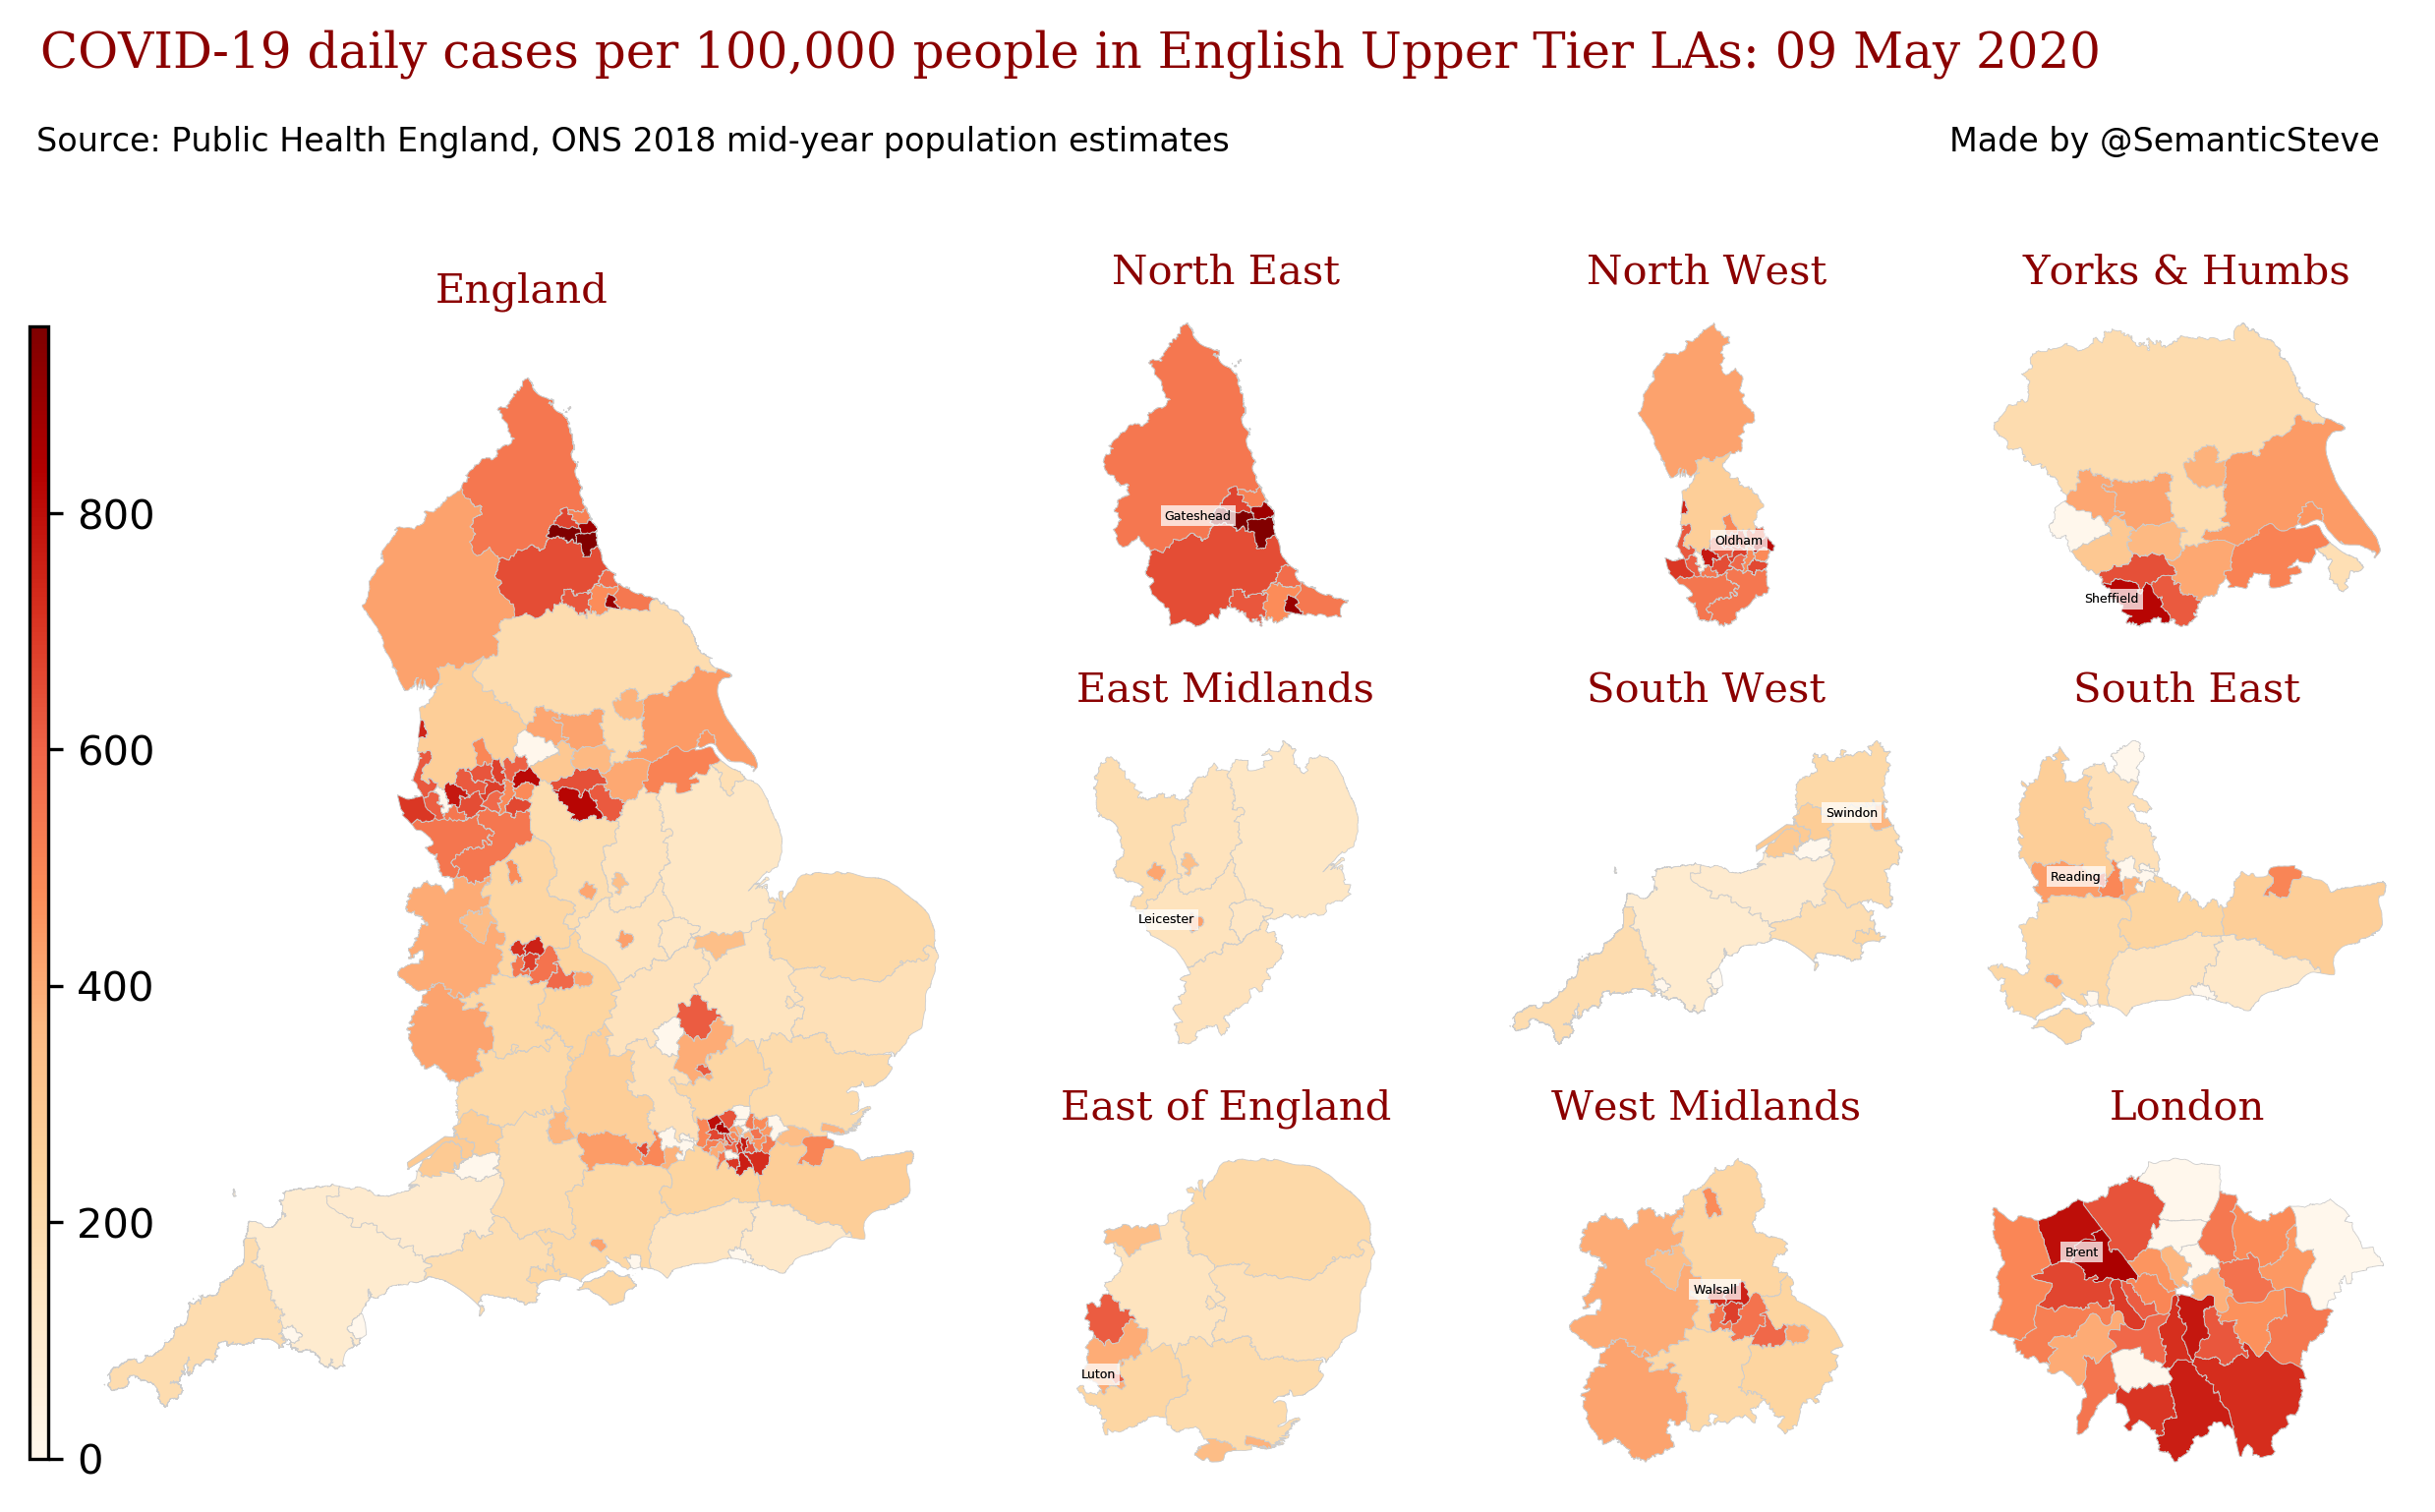 COVID-19 daily cases per 100,000 people in English Upper Tier LAs: 09 May 2020
Source: Public Health England, ONS 2018 mid-year population estimates
Made by @SemanticSteve
England
800
600
400
200
0
North East
Gateshead
North West
Oldham
Yorks & Humbs
Sheffield
East Midlands
Leicester
South West
Swindon
South East
Reading
East of England
Luton
West Midlands
Walsall
London
Brent